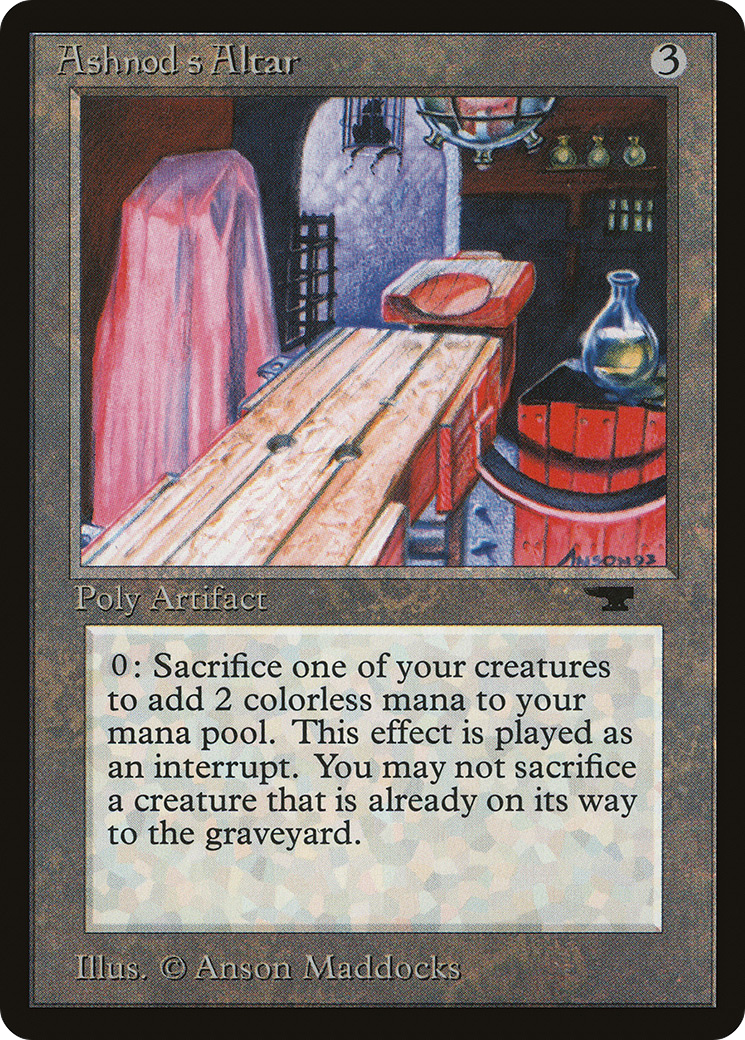 Ashnod s Altar
3
ANSON93
Poly Artifact
0: Sacrifice one of your creatures
to add 2 colorless mana to your
mana pool. This effect is played as
an interrupt. You may not sacrifice
a creature that is already on its way
to the graveyard.
Illus. © Anson Maddocks